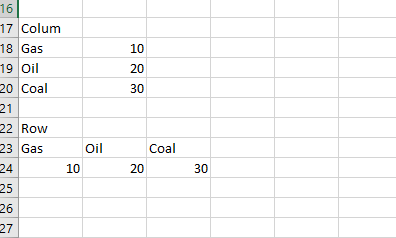 16
17 Colum
18 Gas 10
19 Oil 20
20 Coal 30
21
22 Row
23 Gas Oil Coal
24 10 20 30
25
26
27